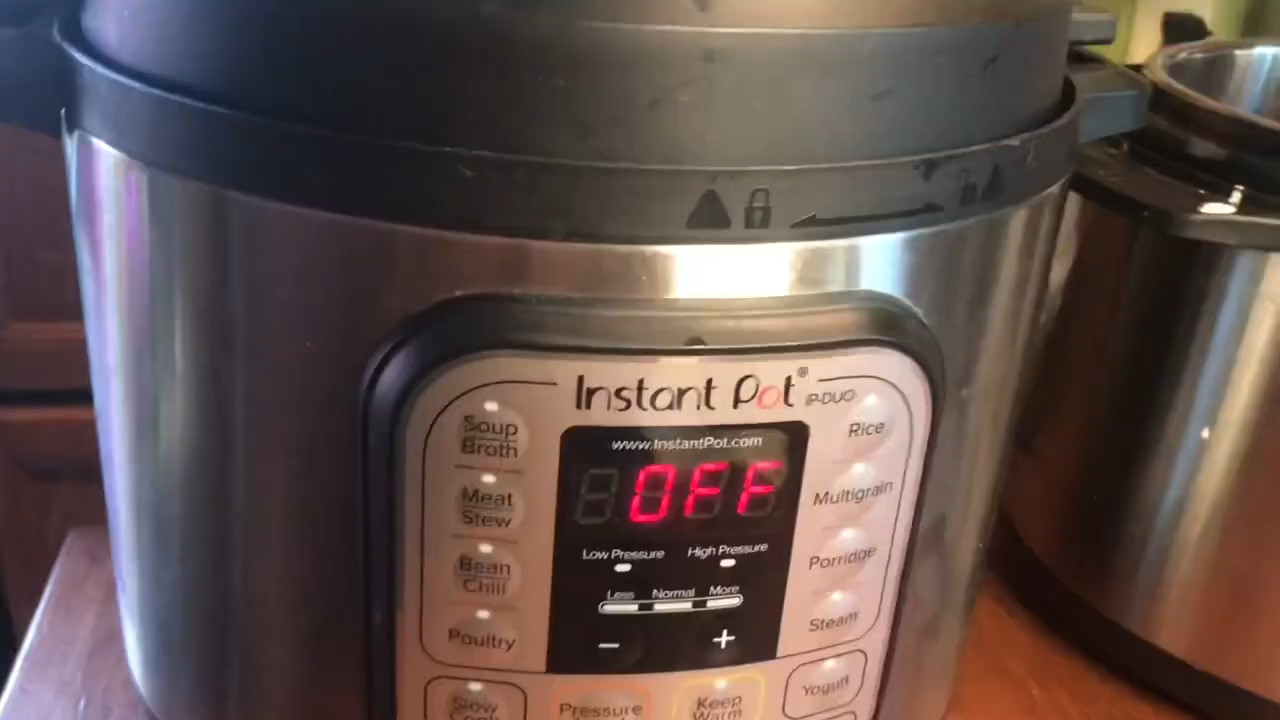 Instant Pot®
IP-DUO
www.InstantPot.com
OFF
Low Pressure
High Pressure
Less
Normal
More
−
+
Soup
Broth
Meat
Stew
Bean
Chili
Poultry
Slow
Rice
Multigrain
Porridge
Steam
Yogurt
Pressure
Keep
Warm